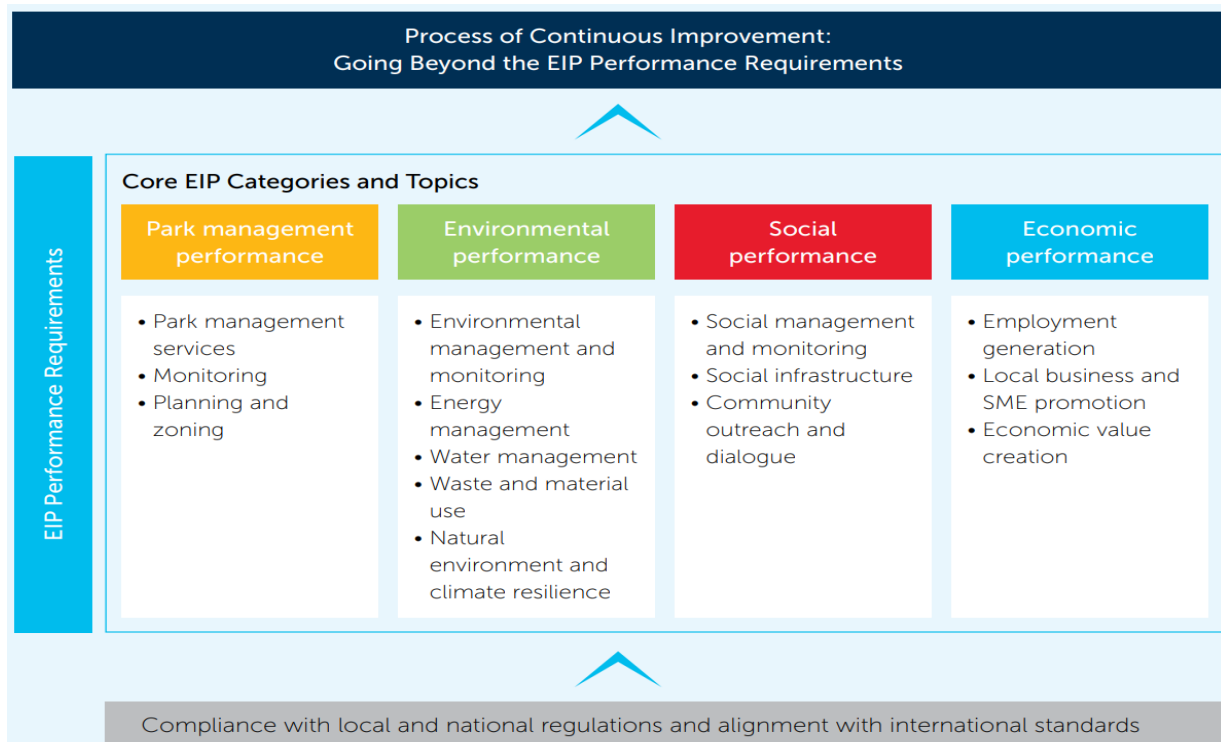 Process of Continuous Improvement:
Going Beyond the EIP Performance Requirements
EIP Performance Requirements
Core EIP Categories and Topics
Park management
performance
• Park management
services
• Monitoring
• Planning and
zoning
Environmental
performance
• Environmental
management and
monitoring
• Energy
management
• Water management
• Waste and material
use
• Natural
environment and
climate resilience
Social
performance
• Social management
and monitoring
• Social infrastructure
• Community
outreach and
dialogue
Economic
performance
• Employment
generation
• Local business and
SME promotion
• Economic value
creation
Compliance with local and national regulations and alignment with international standards